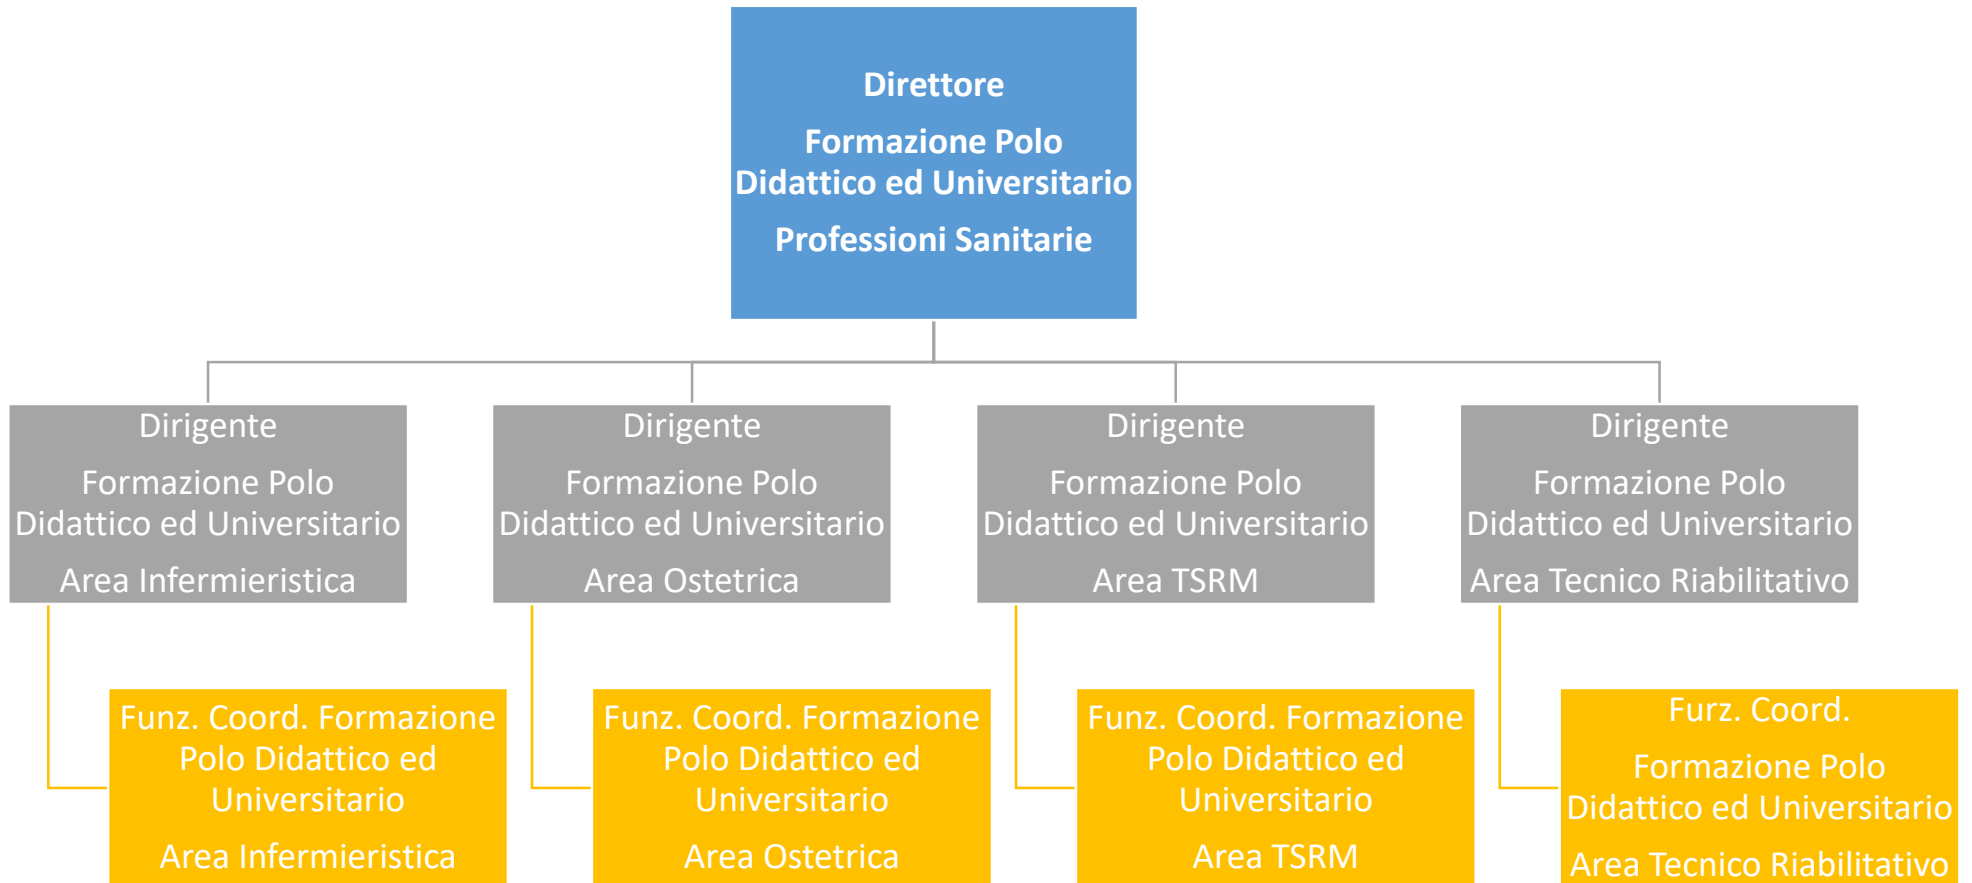 Direttore
Formazione Polo
Didattico ed Universitario
Professioni Sanitarie
Dirigente
Formazione Polo
Didattico ed Universitario
Area Infermieristica
Dirigente
Formazione Polo
Didattico ed Universitario
Area Ostetrica
Dirigente
Formazione Polo
Didattico ed Universitario
Area TSRM
Dirigente
Formazione Polo
Didattico ed Universitario
Area Tecnico Riabilitativo
Funz. Coord. Formazione
Polo Didattico ed
Universitario
Area Infermieristica
Funz. Coord. Formazione
Polo Didattico ed
Universitario
Area Ostetrica
Funz. Coord. Formazione
Polo Didattico ed
Universitario
Area TSRM
Furz. Coord.
Formazione Polo
Didattico ed Universitario
Area Tecnico Riabilitativo